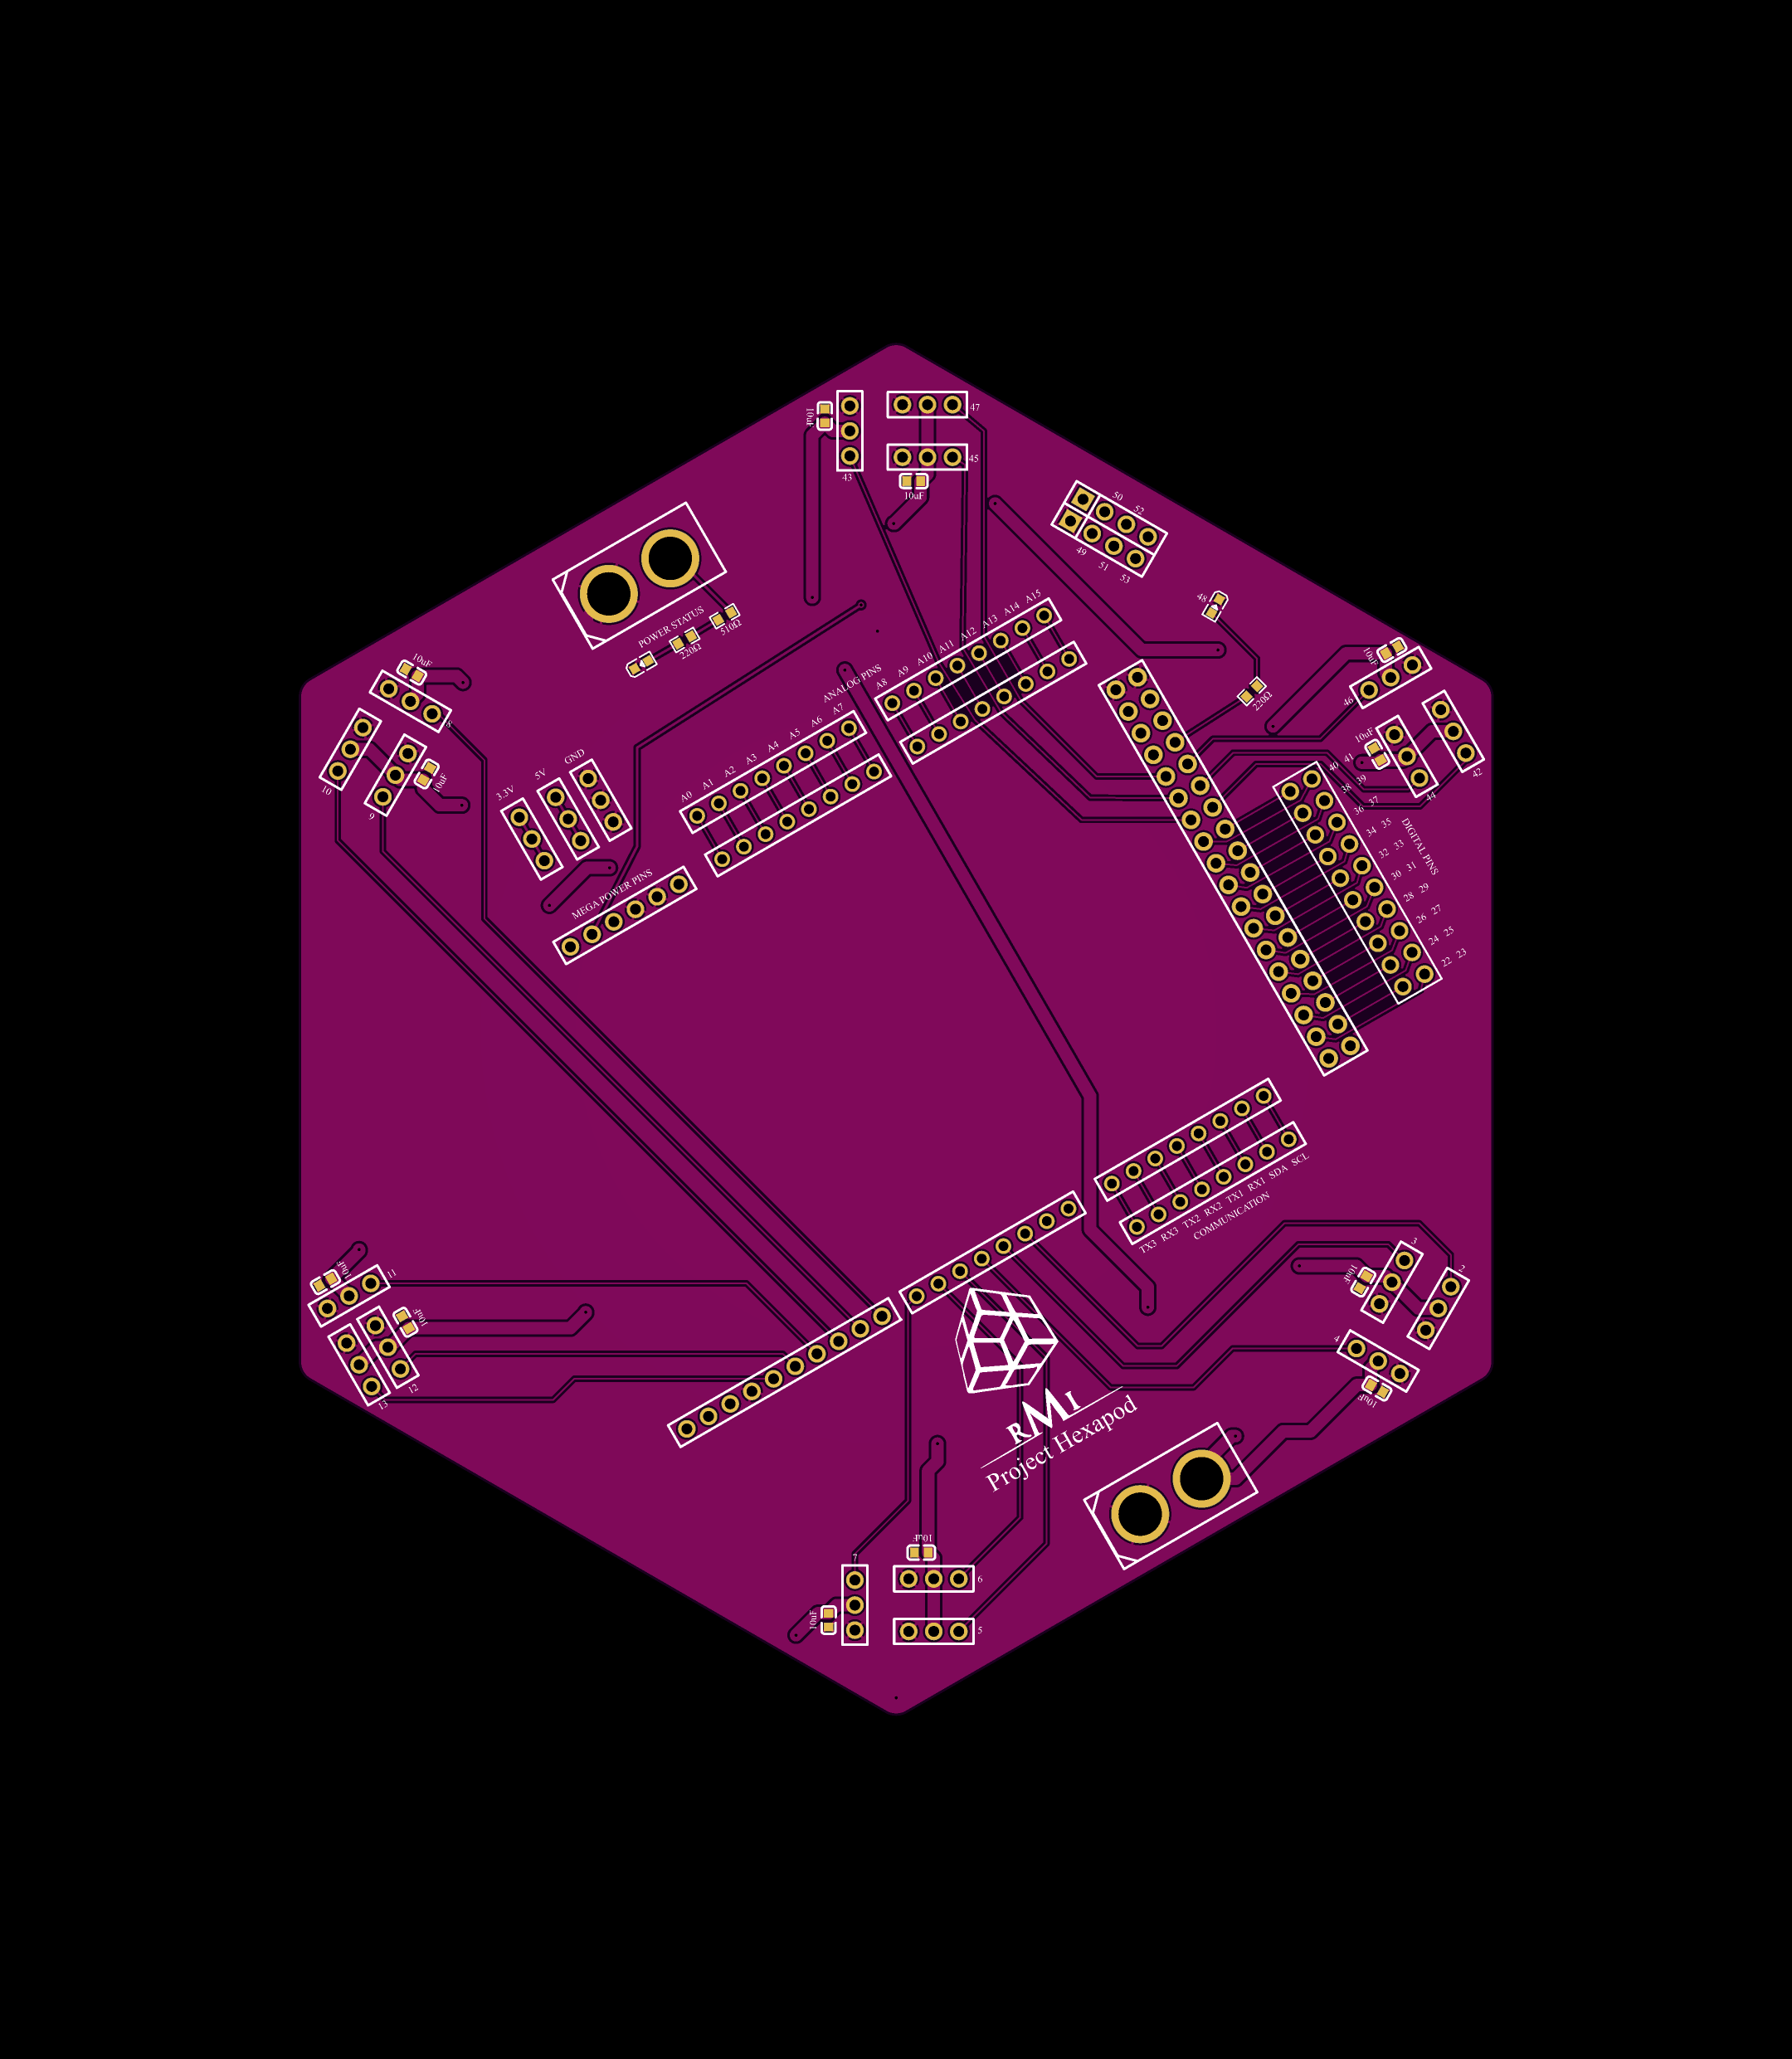 47
10uF
45
43
10uF
50
52
49
51
53
POWER STATUS
510Ω
220Ω
48
220Ω
10uF
46
10uF
8
10
9
10uF
10uF
42
44
ANALOG PINS
A8 A9 A10 A11 A12 A13 A14 A15
A0 A1 A2 A3 A4 A5 A6 A7
3.3V
5V
GND
MEGA POWER PINS
40 41
38 39
36 37
34 35
32 33
30 31
28 29
26 27
24 25
22 23
DIGITAL PINS
TX3 RX3 TX2 RX2 TX1 RX1 SDA SCL
COMMUNICATION
10uF
11
10uF
12
13
3
10uF
2
4
10uF
RMI
Project Hexapod
10uF
7
6
10uF
5